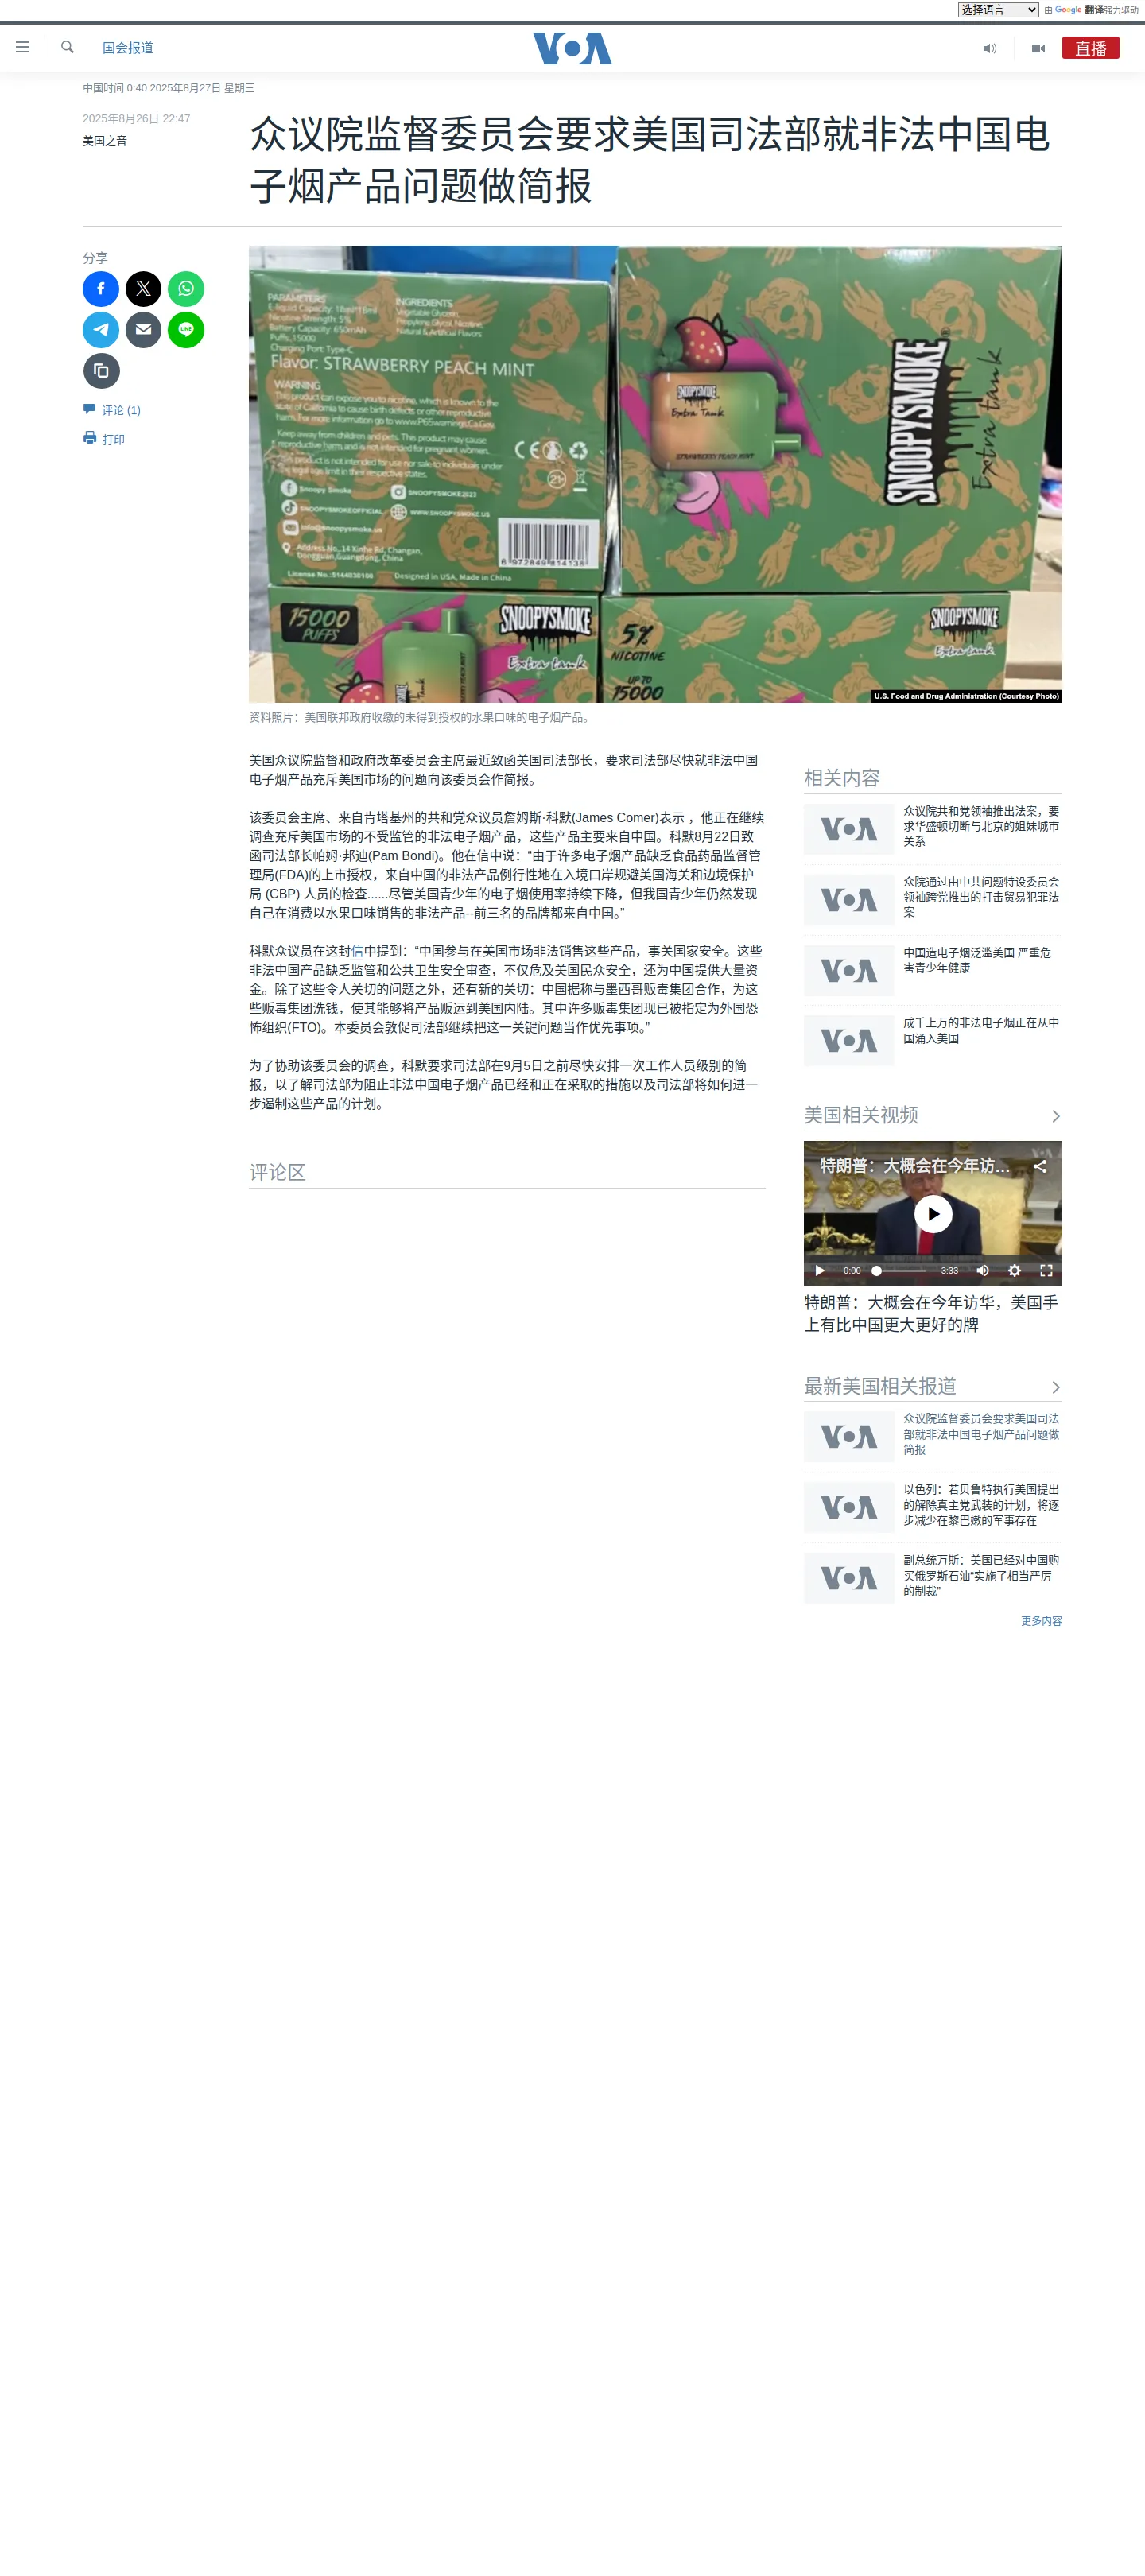 选择语言
由 Google 翻译强力驱动
国会报道
VOA
直播
中国时间 0:40 2025年8月27日 星期三
2025年8月26日 22:47
美国之音
众议院监督委员会要求美国司法部就非法中国电
子烟产品问题做简报
分享
评论 (1)
打印
PARAMETERS
E-liquid Capacity: 18ml*18ml
Nicotine Strength: 5%
Battery Capacity: 650mAh
Puffs: 15000
Charging Port: Type-C
INGREDIENTS
Vegetable Glycerin,
Propylene Glycol, Nicotine,
Natural & Artificial Flavors
Flavor: STRAWBERRY PEACH MINT
WARNING
This product can expose you to nicotine, which is known to the
state of California to cause birth defects or other reproductive
harm. For more information go to www.P65warnings.Ca.Gov.
Keep away from children and pets. This product may cause
reproductive harm and is not intended for pregnant women.
product is not intended for use nor sale to individuals under
legal age limit in their respective states.
CE
21+
Snoopy Smoke
SNOOPYSMOKE2023
SNOOPYSMOKEOFFICIAL
WWW.SNOOPYSMOKE.US
info@snoopysmoke.us
Address:No.,14 Xinhe Rd, Changan,
Dongguan,Guangdong, China
License No.:5144030108
Designed in USA, Made in China
6 972849 814138
SNOOPYSMOKE
Extra Tank
STRAWBERRY PEACH MINT
SNOOPYSMOKE
Extra tank
15000
PUFFS
SNOOPYSMOKE
Extra tank
5%
NICOTINE
UP TO
15000
SNOOPYSMOKE
Extra tank
U.S. Food and Drug Administration (Courtesy Photo)
资料照片：美国联邦政府收缴的未得到授权的水果口味的电子烟产品。
美国众议院监督和政府改革委员会主席最近致函美国司法部长，要求司法部尽快就非法中国
电子烟产品充斥美国市场的问题向该委员会作简报。
该委员会主席、来自肯塔基州的共和党众议员詹姆斯·科默(James Comer)表示 ，他正在继续
调查充斥美国市场的不受监管的非法电子烟产品，这些产品主要来自中国。科默8月22日致
函司法部长帕姆·邦迪(Pam Bondi)。他在信中说：“由于许多电子烟产品缺乏食品药品监督管
理局(FDA)的上市授权，来自中国的非法产品例行性地在入境口岸规避美国海关和边境保护
局 (CBP) 人员的检查......尽管美国青少年的电子烟使用率持续下降，但我国青少年仍然发现
自己在消费以水果口味销售的非法产品--前三名的品牌都来自中国。”
科默众议员在这封信中提到：“中国参与在美国市场非法销售这些产品，事关国家安全。这些
非法中国产品缺乏监管和公共卫生安全审查，不仅危及美国民众安全，还为中国提供大量资
金。除了这些令人关切的问题之外，还有新的关切：中国据称与墨西哥贩毒集团合作，为这
些贩毒集团洗钱，使其能够将产品贩运到美国内陆。其中许多贩毒集团现已被指定为外国恐
怖组织(FTO)。本委员会敦促司法部继续把这一关键问题当作优先事项。”
为了协助该委员会的调查，科默要求司法部在9月5日之前尽快安排一次工作人员级别的简
报，以了解司法部为阻止非法中国电子烟产品已经和正在采取的措施以及司法部将如何进一
步遏制这些产品的计划。
评论区
相关内容
VOA
众议院共和党领袖推出法案，要
求华盛顿切断与北京的姐妹城市
关系
VOA
众院通过由中共问题特设委员会
领袖跨党推出的打击贸易犯罪法
案
VOA
中国造电子烟泛滥美国 严重危
害青少年健康
VOA
成千上万的非法电子烟正在从中
国涌入美国
美国相关视频
特朗普：大概会在今年访...
0:00
3:33
特朗普：大概会在今年访华，美国手
上有比中国更大更好的牌
最新美国相关报道
VOA
众议院监督委员会要求美国司法
部就非法中国电子烟产品问题做
简报
VOA
以色列：若贝鲁特执行美国提出
的解除真主党武装的计划，将逐
步减少在黎巴嫩的军事存在
VOA
副总统万斯：美国已经对中国购
买俄罗斯石油“实施了相当严厉
的制裁”
更多内容